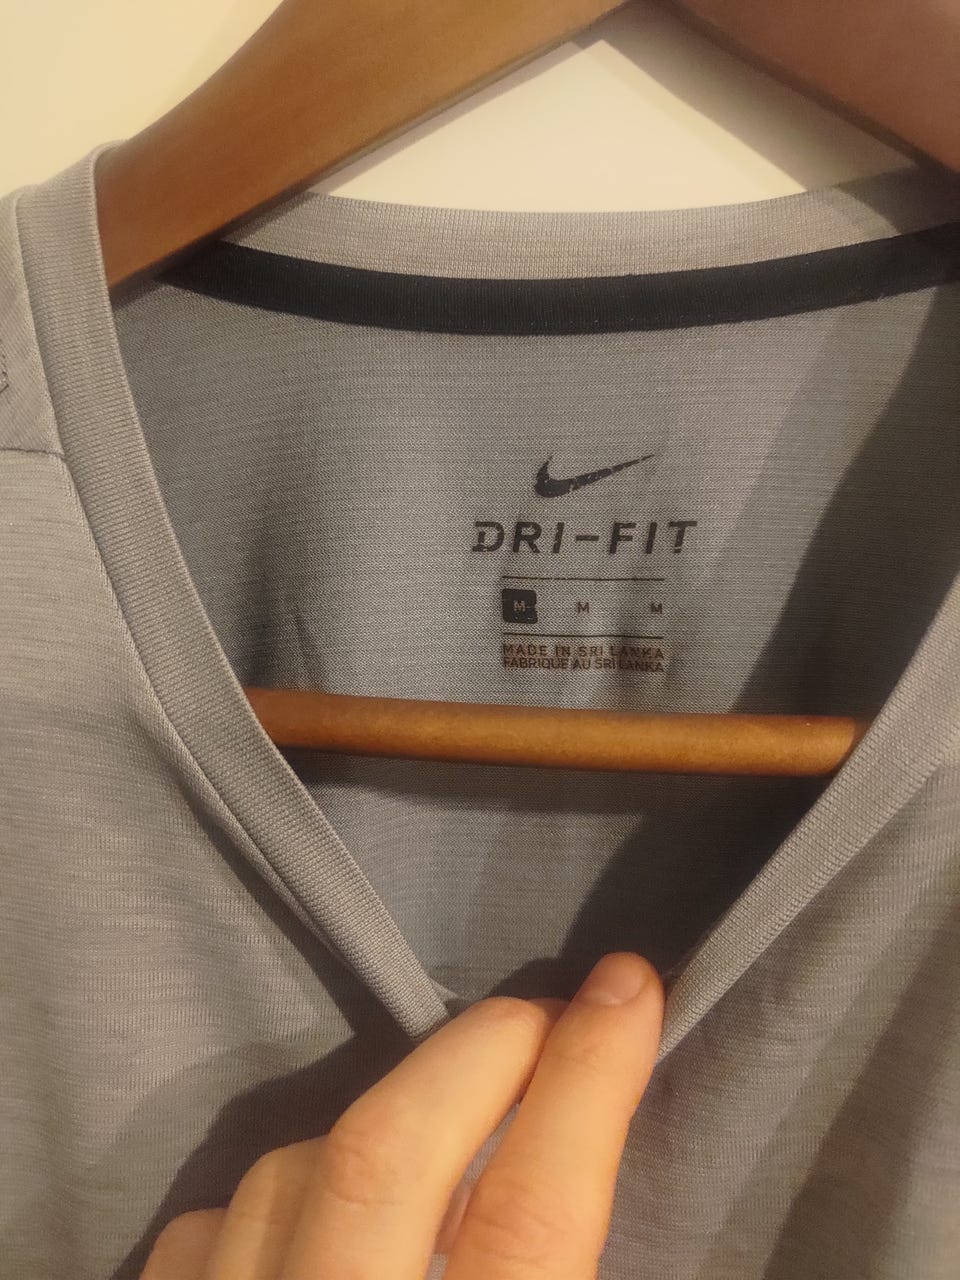 DRI-FIT
M M M
MADE IN SRI LANKA
FABRIQUE AU SRI LANKA